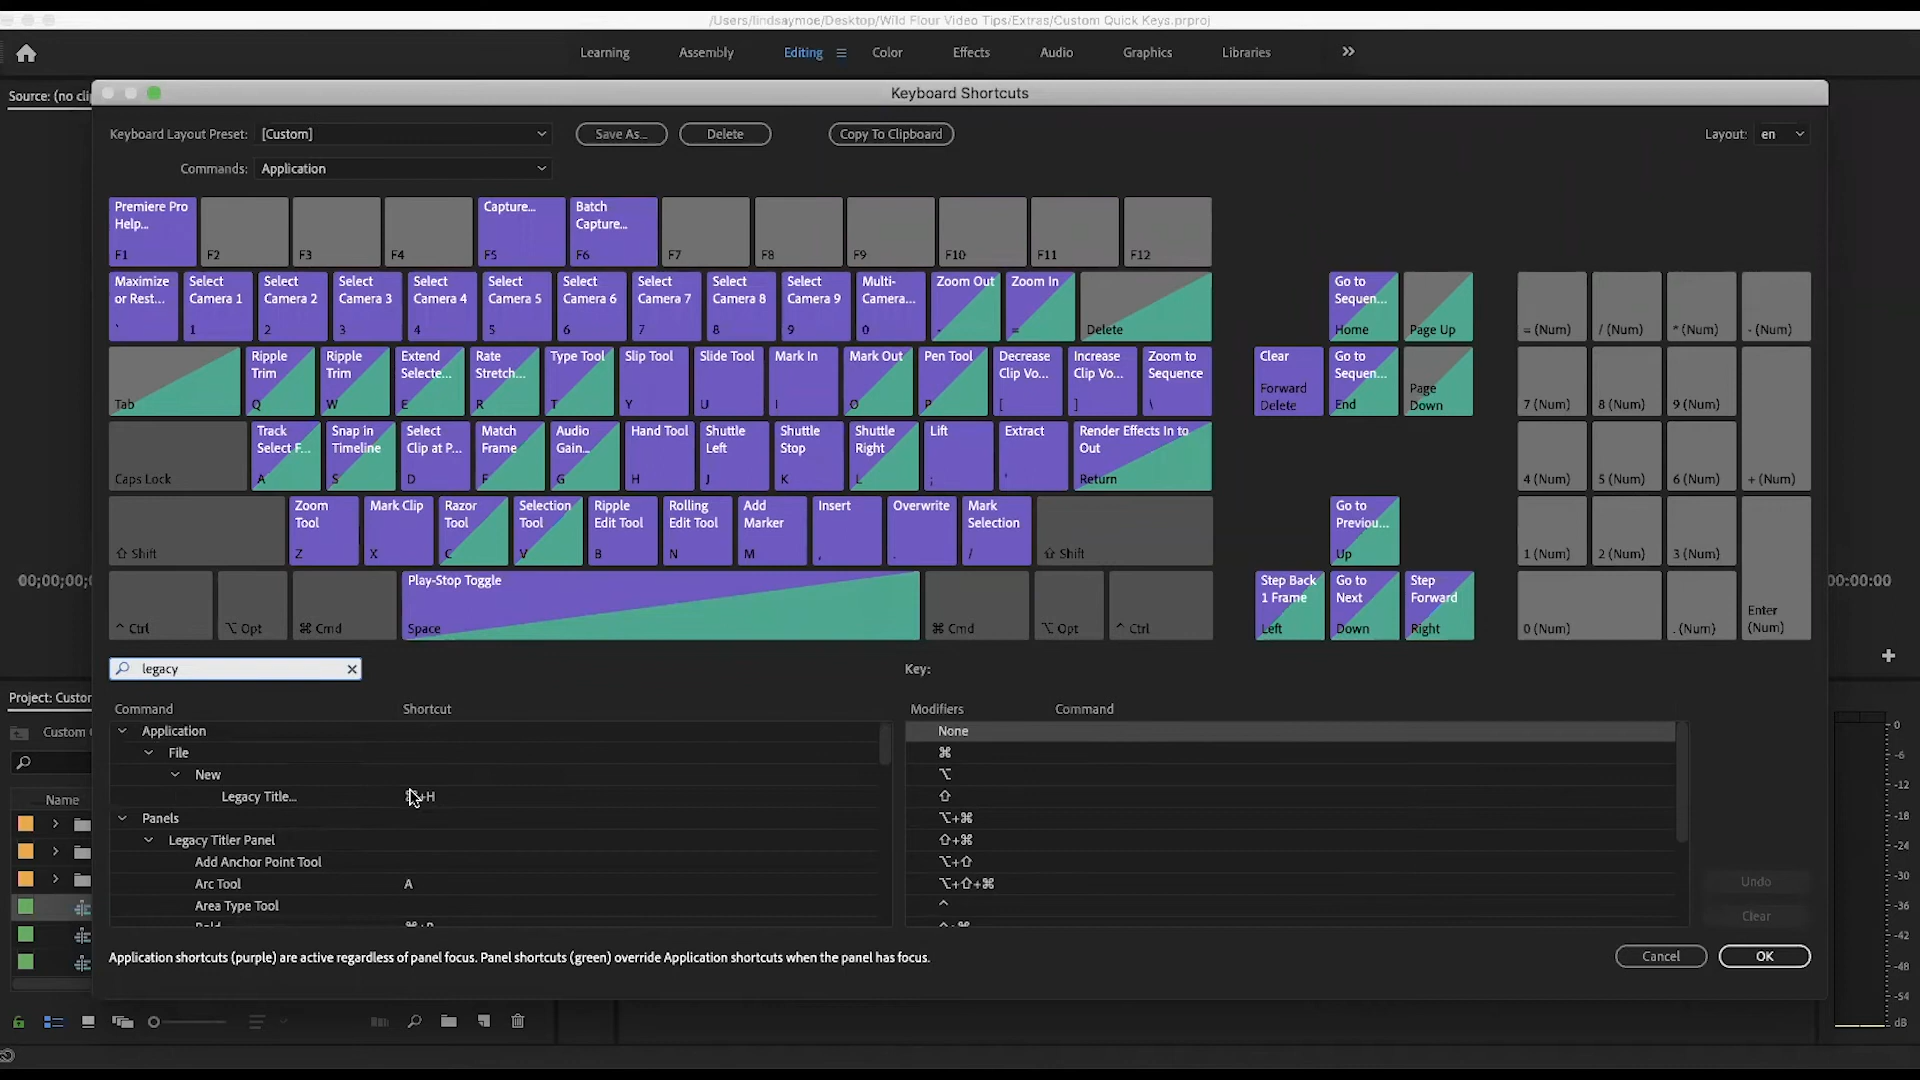 /Users/lindsaymoe/Desktop/Wild Flour Video Tips/Extras/Custom Quick Keys.prproj
Learning Assembly Editing Color Effects Audio Graphics Libraries
Source: (no cli
Keyboard Shortcuts
Keyboard Layout Preset: [Custom] Save As... Delete Copy To Clipboard Layout: en
Commands: Application
Premiere Pro Help... F1
F2
F3
F4
Capture... F5
Batch Capture... F6
F7
F8
F9
F10
F11
F12
Maximize or Rest... `
Select Camera 1 1
Select Camera 2 2
Select Camera 3 3
Select Camera 4 4
Select Camera 5 5
Select Camera 6 6
Select Camera 7 7
Select Camera 8 8
Select Camera 9 9
Multi-Camera... 0
Zoom Out -
Zoom In =
Delete
Go to Sequen... Home
Page Up
= (Num)
/ (Num)
* (Num)
- (Num)
Tab
Ripple Trim Q
Ripple Trim W
Extend Selecte... E
Rate Stretch... R
Type Tool T
Slip Tool Y
Slide Tool U
Mark In I
Mark Out O
Pen Tool P
Decrease Clip Vo... [
Increase Clip Vo... ]
Zoom to Sequence \
Clear Forward Delete
Go to Sequen... End
Page Down
7 (Num)
8 (Num)
9 (Num)
Caps Lock
Track Select F... A
Snap in Timeline S
Select Clip at P... D
Match Frame F
Audio Gain... G
Hand Tool H
Shuttle Left J
Shuttle Stop K
Shuttle Right L
Lift ;
Extract '
Render Effects In to Out Return
4 (Num)
5 (Num)
6 (Num)
+ (Num)
⇧ Shift
Zoom Tool Z
Mark Clip X
Razor Tool C
Selection Tool V
Ripple Edit Tool B
Rolling Edit Tool N
Add Marker M
Insert ,
Overwrite .
Mark Selection /
⇧ Shift
Go to Previou... Up
1 (Num)
2 (Num)
3 (Num)
00;00;00;0
^ Ctrl
⌥ Opt
⌘ Cmd
Play-Stop Toggle Space
⌘ Cmd
⌥ Opt
^ Ctrl
Step Back 1 Frame Left
Go to Next Down
Step Forward Right
0 (Num)
. (Num)
Enter (Num)
00:00:00
legacy
Key:
Project: Custom
Custom
Name
Command Shortcut
Application
File
New
Legacy Title... +H
Panels
Legacy Titler Panel
Add Anchor Point Tool
Arc Tool A
Area Type Tool
Bold ⌘+B
Modifiers Command
None
⌘
⌥
⇧
⌥+⌘
⇧+⌘
⌥+⇧
⌥+⇧+⌘
^
Undo
Clear
Application shortcuts (purple) are active regardless of panel focus. Panel shortcuts (green) override Application shortcuts when the panel has focus.
Cancel OK
0
-6
-12
-18
-24
-30
-36
-42
-48
-54
dB